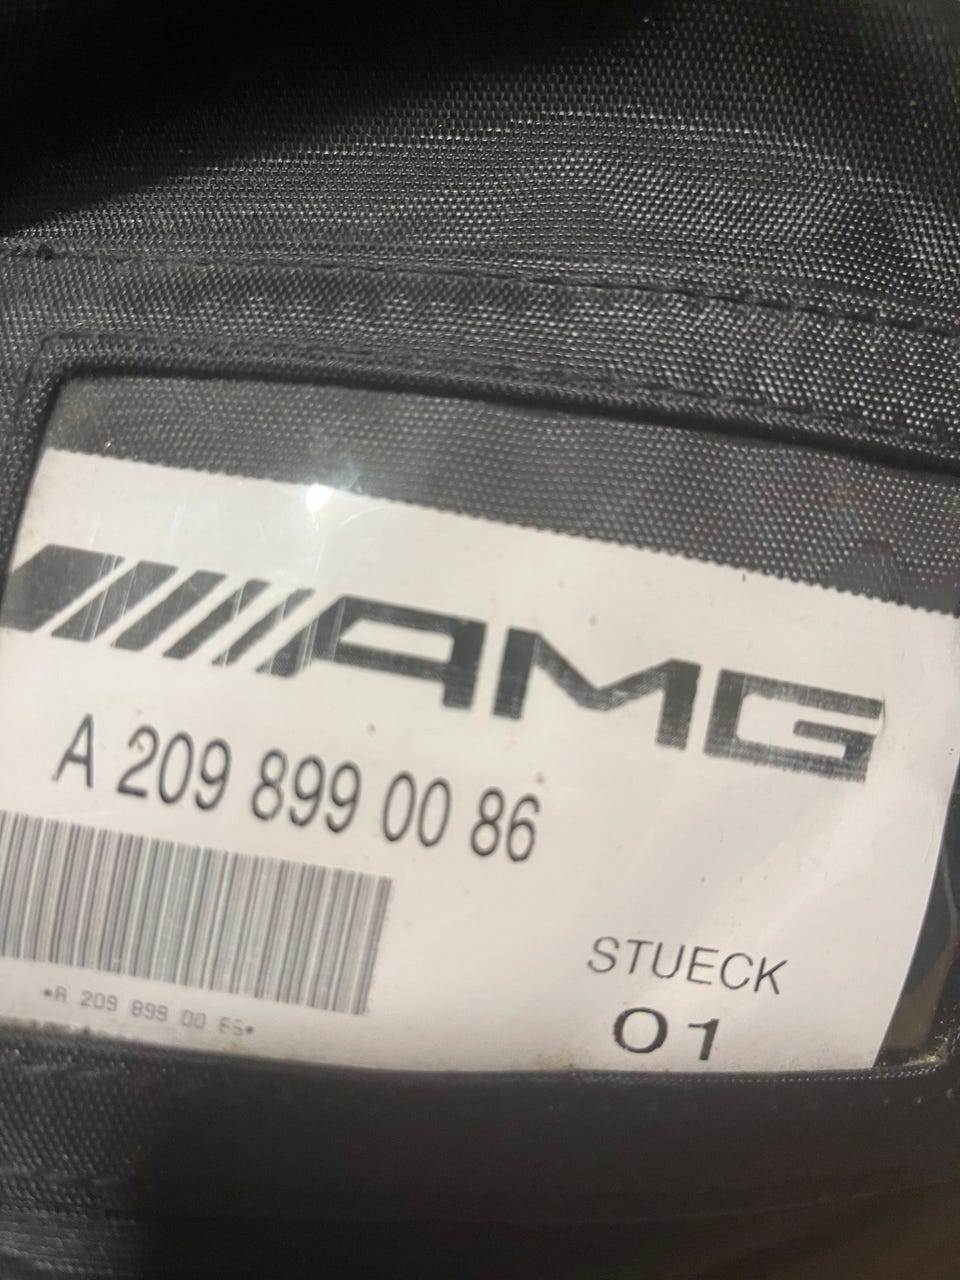 AMG
A 209 899 00 86
*A 209 899 00 86*
STUECK
01